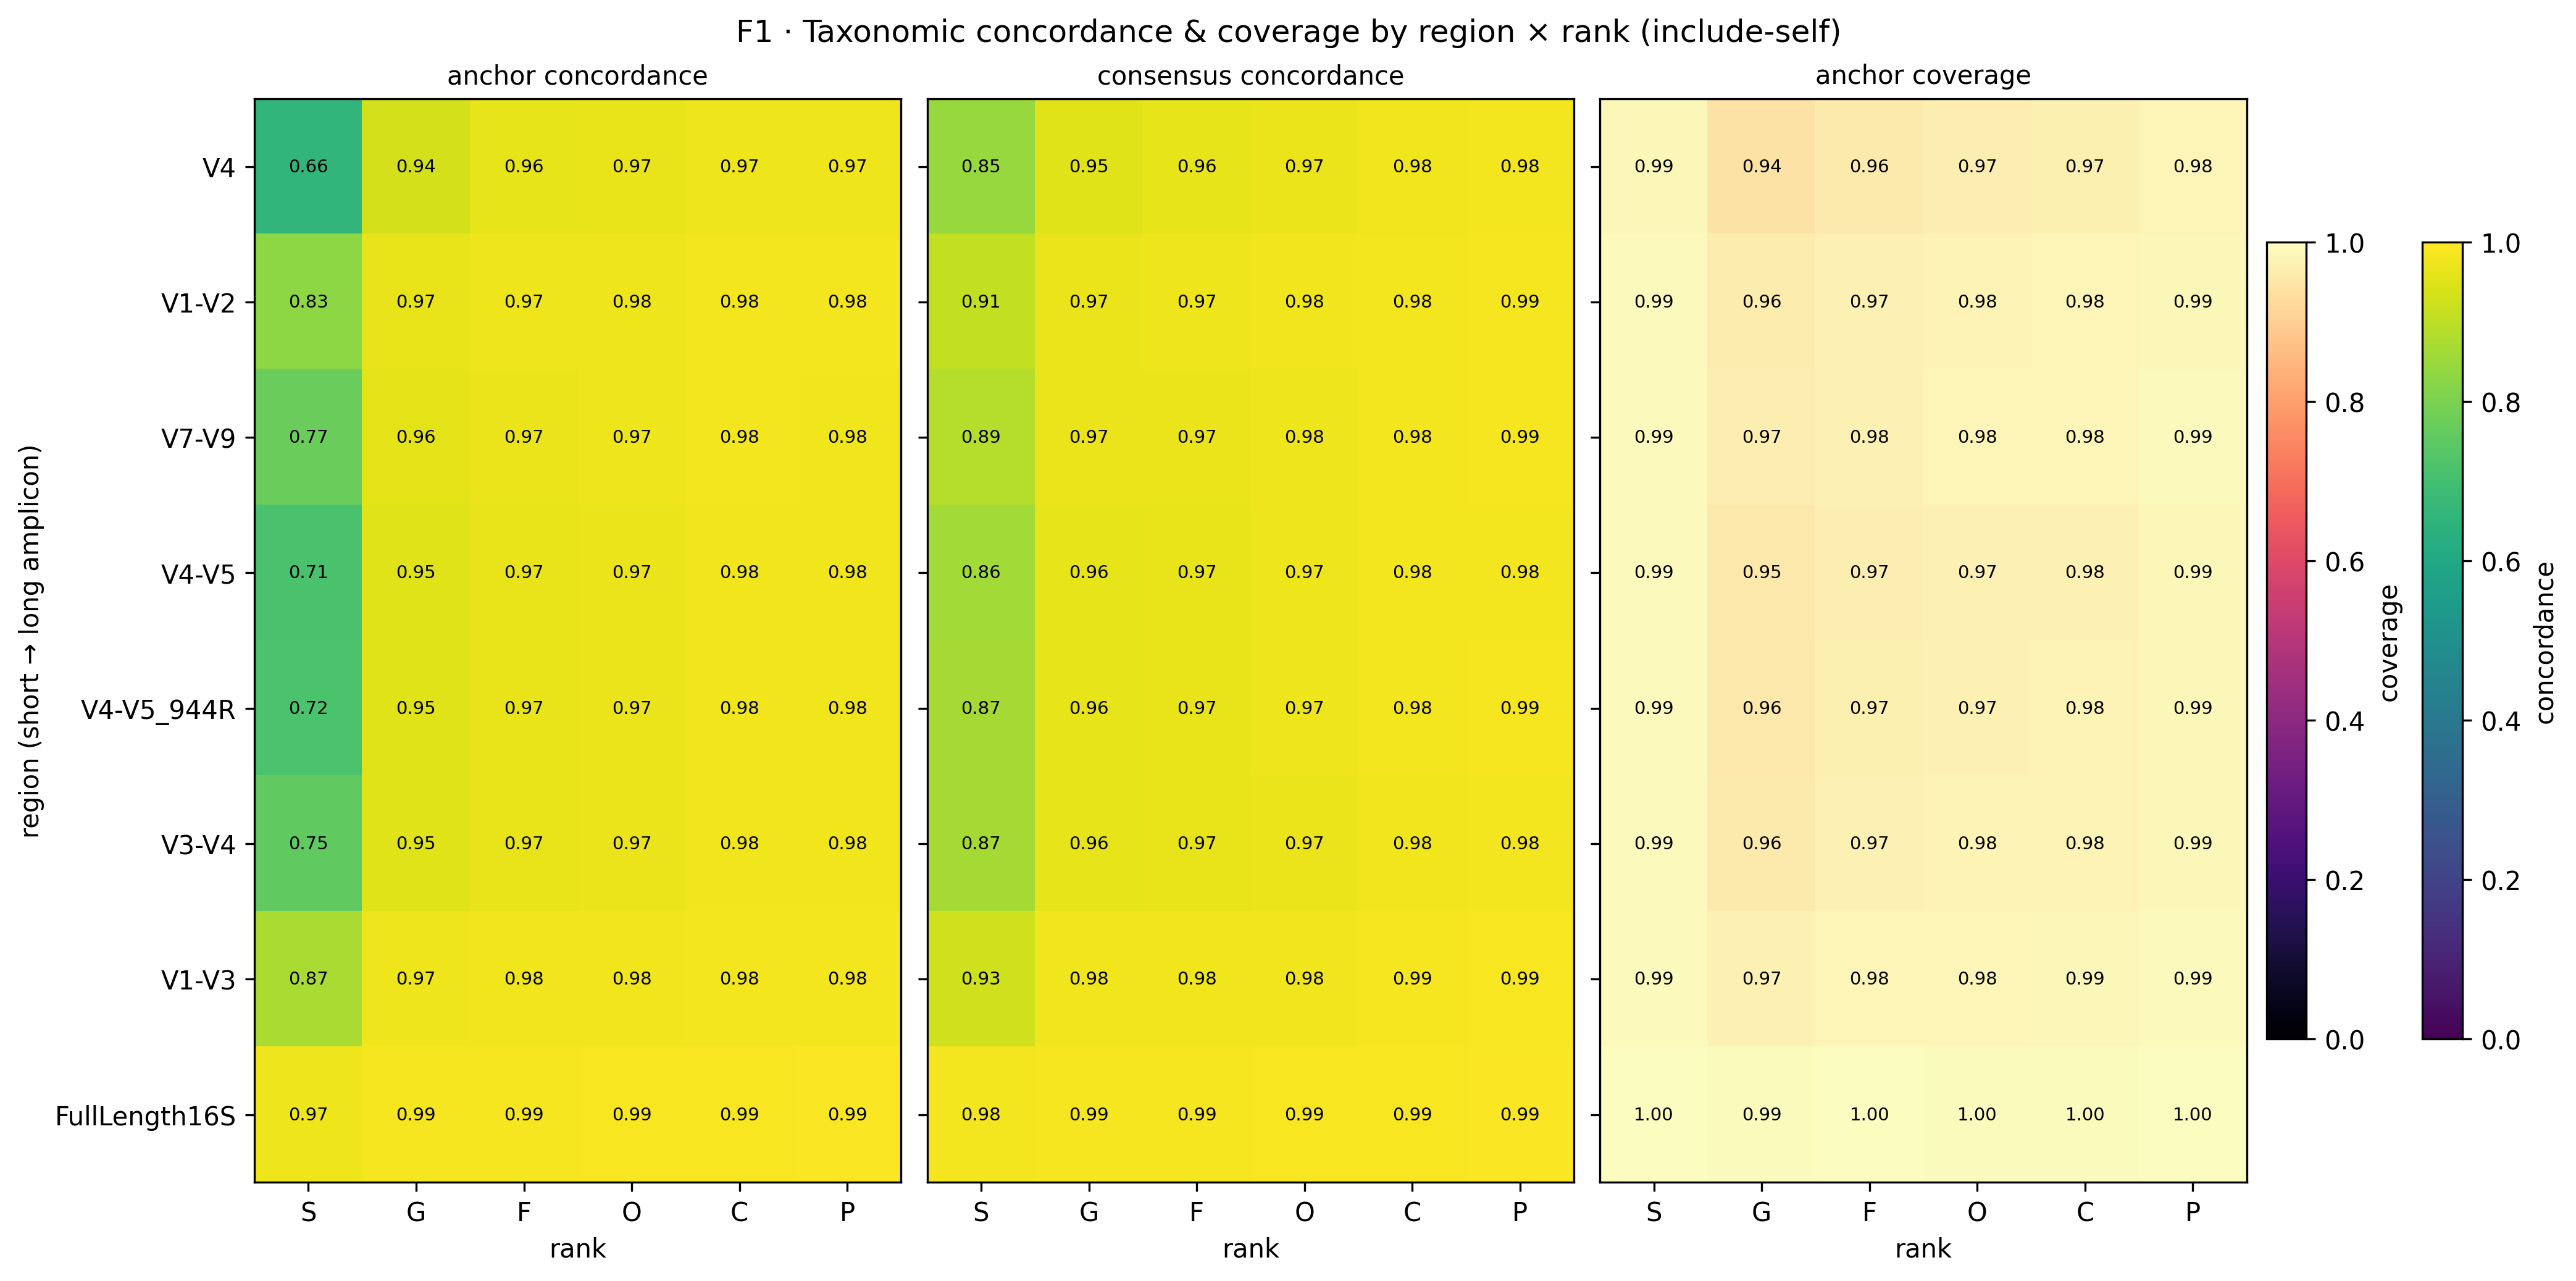 F1 · Taxonomic concordance & coverage by region × rank (include-self)
anchor concordance
consensus concordance
anchor coverage
region (short → long amplicon)
V4 0.66 0.94 0.96 0.97 0.97 0.97 0.85 0.95 0.96 0.97 0.98 0.98 0.99 0.94 0.96 0.97 0.97 0.98
V1-V2 0.83 0.97 0.97 0.98 0.98 0.98 0.91 0.97 0.97 0.98 0.98 0.99 0.99 0.96 0.97 0.98 0.98 0.99
V7-V9 0.77 0.96 0.97 0.97 0.98 0.98 0.89 0.97 0.97 0.98 0.98 0.99 0.99 0.97 0.98 0.98 0.98 0.99
V4-V5 0.71 0.95 0.97 0.97 0.98 0.98 0.86 0.96 0.97 0.97 0.98 0.98 0.99 0.95 0.97 0.97 0.98 0.99
V4-V5_944R 0.72 0.95 0.97 0.97 0.98 0.98 0.87 0.96 0.97 0.97 0.98 0.99 0.99 0.96 0.97 0.97 0.98 0.99
V3-V4 0.75 0.95 0.97 0.97 0.98 0.98 0.87 0.96 0.97 0.97 0.98 0.98 0.99 0.96 0.97 0.98 0.98 0.99
V1-V3 0.87 0.97 0.98 0.98 0.98 0.98 0.93 0.98 0.98 0.98 0.99 0.99 0.99 0.97 0.98 0.98 0.99 0.99
FullLength16S 0.97 0.99 0.99 0.99 0.99 0.99 0.98 0.99 0.99 0.99 0.99 0.99 1.00 0.99 1.00 1.00 1.00 1.00
S G F O C P S G F O C P S G F O C P
rank
rank
rank
1.0
0.8
0.6
0.4
0.2
0.0
coverage
1.0
0.8
0.6
0.4
0.2
0.0
concordance